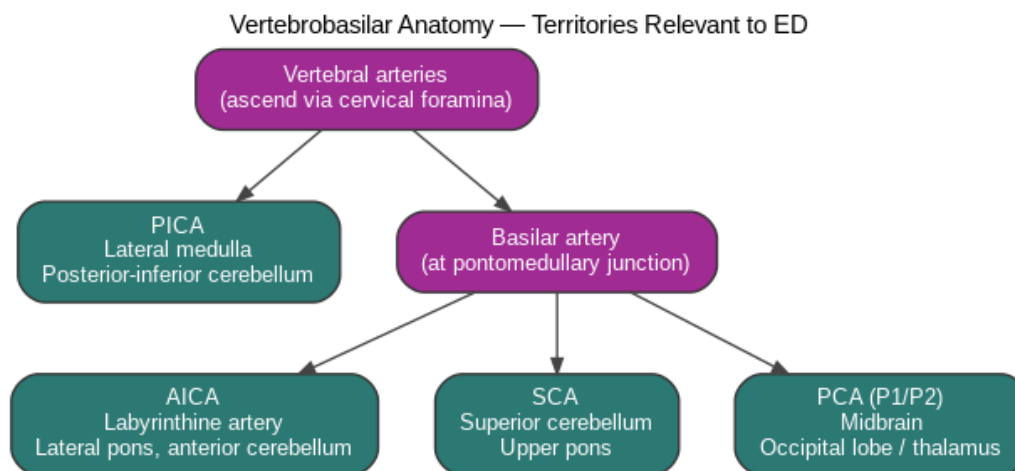 Vertebrobasilar Anatomy — Territories Relevant to ED
Vertebral arteries
(ascend via cervical foramina)
PICA
Lateral medulla
Posterior-inferior cerebellum
Basilar artery
(at pontomedullary junction)
AICA
Labyrinthine artery
Lateral pons, anterior cerebellum
SCA
Superior cerebellum
Upper pons
PCA (P1/P2)
Midbrain
Occipital lobe / thalamus